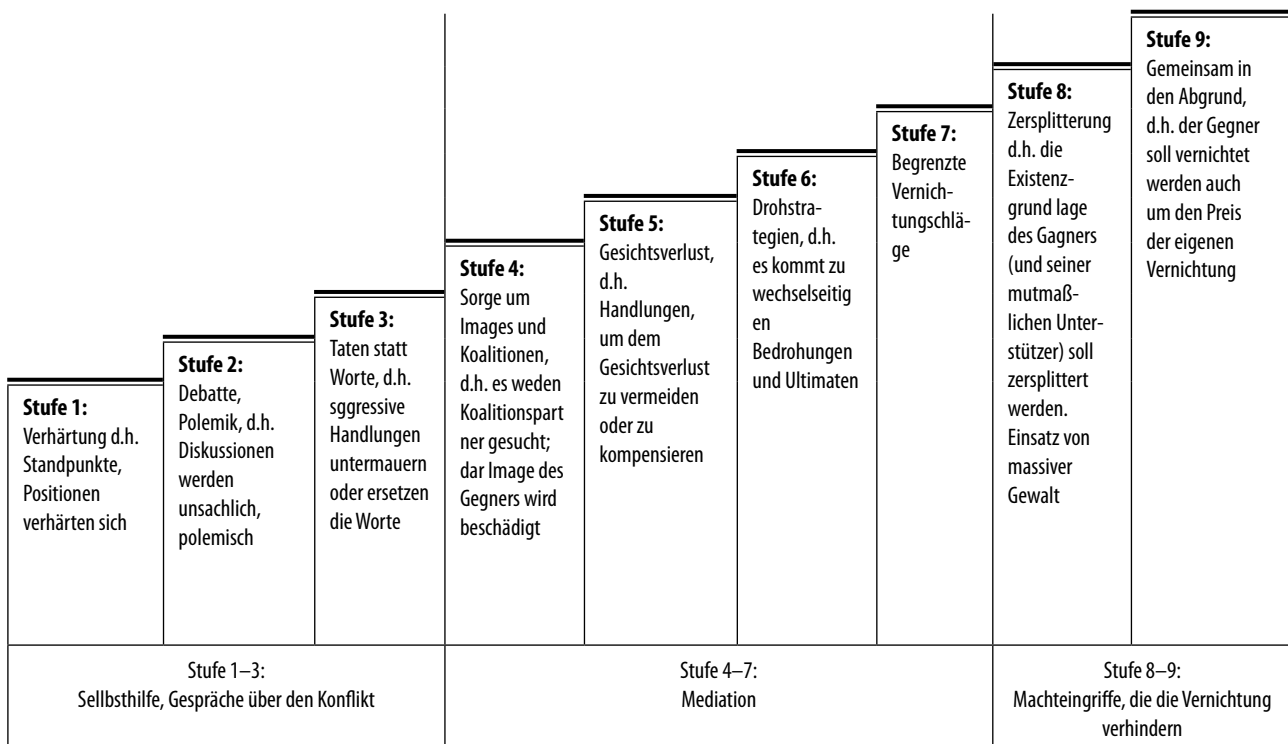 Stufe 1:
Verhärtung d.h.
Standpunkte,
Positionen
verhärten sich
Stufe 2:
Debatte,
Polemik, d.h.
Diskussionen
werden
unsachlich,
polemisch
Stufe 3:
Taten statt
Worte, d.h.
sggressive
Handlungen
untermauern
oder ersetzen
die Worte
Stufe 4:
Sorge um
Images und
Koalitionen,
d.h. es weden
Koalitionspart
ner gesucht;
dar Image des
Gegners wird
beschädigt
Stufe 5:
Gesichtsverlust,
d.h.
Handlungen,
um dem
Gesichtsverlust
zu vermeiden
oder zu
kompensieren
Stufe 6:
Drohstra-
tegien, d.h.
es kommt zu
wechselseitig
en
Bedrohungen
und Ultimaten
Stufe 7:
Begrenzte
Vernich-
tungschlä-
ge
Stufe 8:
Zersplitterung
d.h. die
Existenz-
grund lage
des Gagners
(und seiner
mutmaß-
lichen Unter-
stützer) soll
zersplittert
werden.
Einsatz von
massiver
Gewalt
Stufe 9:
Gemeinsam in
den Abgrund,
d.h. der Gegner
soll vernichtet
werden auch
um den Preis
der eigenen
Vernichtung
Stufe 1–3:
Sellbsthilfe, Gespräche über den Konflikt
Stufe 4–7:
Mediation
Stufe 8–9:
Machteingriffe, die die Vernichtung
verhindern